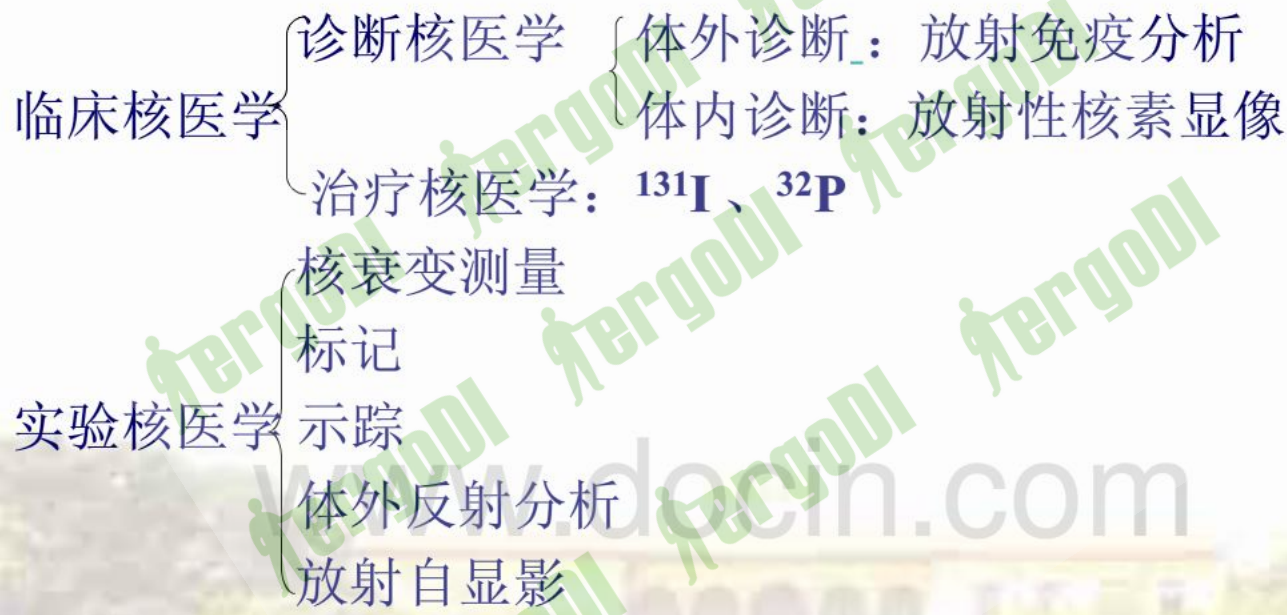 诊断核医学 体外诊断：放射免疫分析
临床核医学
体内诊断：放射性核素显像
治疗核医学：¹³¹I、³²P
核衰变测量
标记
实验核医学 示踪
体外反射分析
放射自显影
www.docin.com